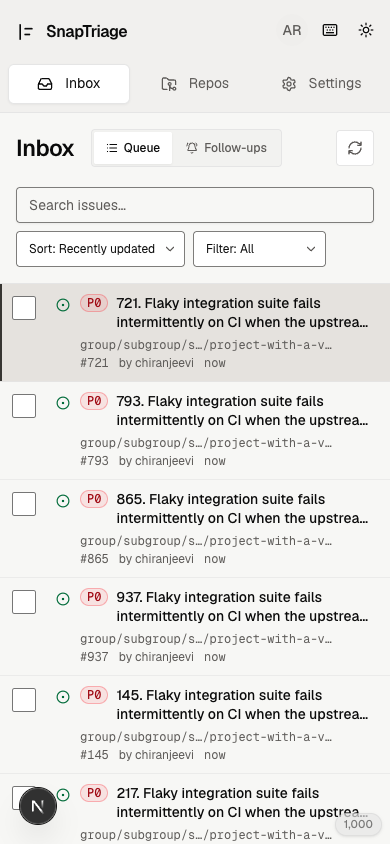 SnapTriage
AR
Inbox
Repos
Settings
Inbox
Queue
Follow-ups
Search issues…
Sort: Recently updated
Filter: All
P0 721. Flaky integration suite fails
intermittently on CI when the upstrea…
group/subgroup/s…/project-with-a-v…
#721 by chiranjeevi now
P0 793. Flaky integration suite fails
intermittently on CI when the upstrea…
group/subgroup/s…/project-with-a-v…
#793 by chiranjeevi now
P0 865. Flaky integration suite fails
intermittently on CI when the upstrea…
group/subgroup/s…/project-with-a-v…
#865 by chiranjeevi now
P0 937. Flaky integration suite fails
intermittently on CI when the upstrea…
group/subgroup/s…/project-with-a-v…
#937 by chiranjeevi now
P0 145. Flaky integration suite fails
intermittently on CI when the upstrea…
group/subgroup/s…/project-with-a-v…
#145 by chiranjeevi now
P0 217. Flaky integration suite fails
intermittently on CI when the upstrea…
group/subgroup/s…/project-with-a-v…
N
1,000